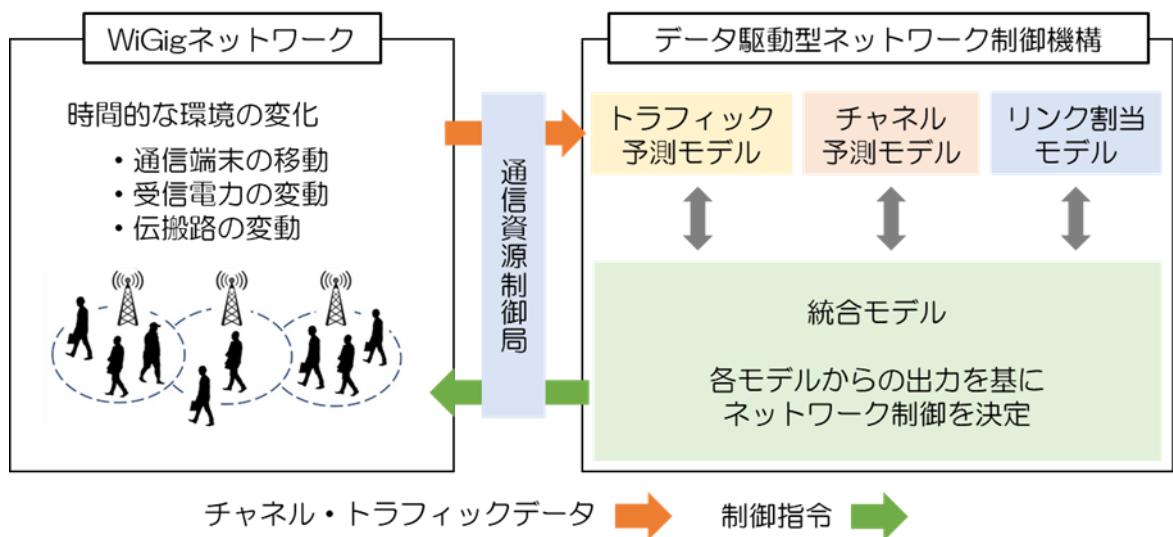 WiGigネットワーク
時間的な環境の変化
・通信端末の移動
・受信電力の変動
・伝搬路の変動
通信資源制御局
データ駆動型ネットワーク制御機構
トラフィック
予測モデル
チャネル
予測モデル
リンク割当
モデル
統合モデル
各モデルからの出力を基に
ネットワーク制御を決定
チャネル・トラフィックデータ
制御指令